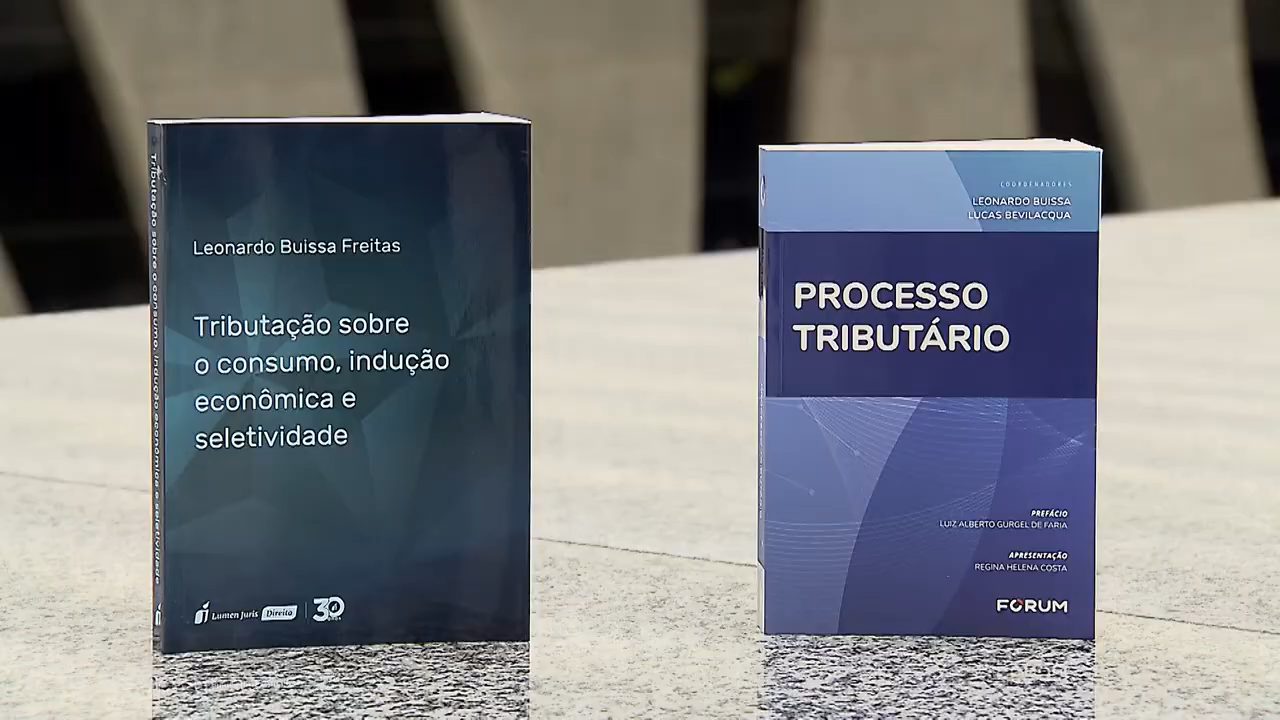 Tributação sobre o consumo, indução econômica e seletividade
Leonardo Buissa Freitas
Tributação sobre
o consumo, indução
econômica e
seletividade
Lumen Juris Direito
30
COORDENADORES
LEONARDO BUISSA
LUCAS BEVILACQUA
PROCESSO
TRIBUTÁRIO
PREFÁCIO
LUIZ ALBERTO GURGEL DE FARIA
APRESENTAÇÃO
REGINA HELENA COSTA
FÓRUM